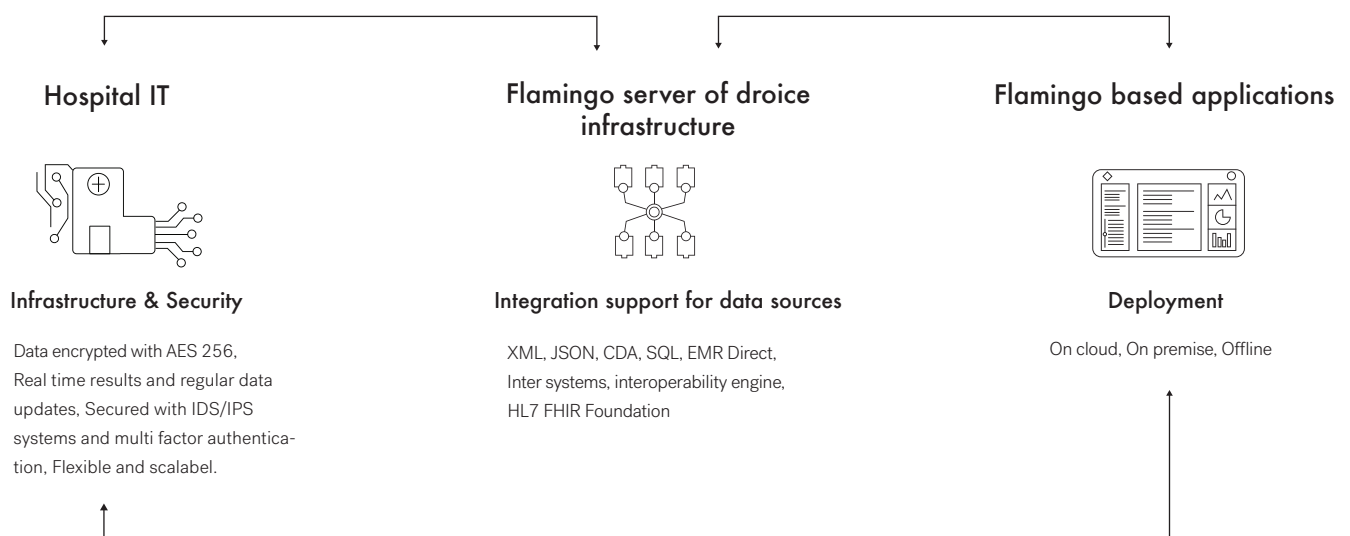 Hospital IT
Flamingo server of droice
infrastructure
Flamingo based applications
Infrastructure & Security
Data encrypted with AES 256,
Real time results and regular data
updates, Secured with IDS/IPS
systems and multi factor authentica-
tion, Flexible and scalabel.
Integration support for data sources
XML, JSON, CDA, SQL, EMR Direct,
Inter systems, interoperability engine,
HL7 FHIR Foundation
Deployment
On cloud, On premise, Offline